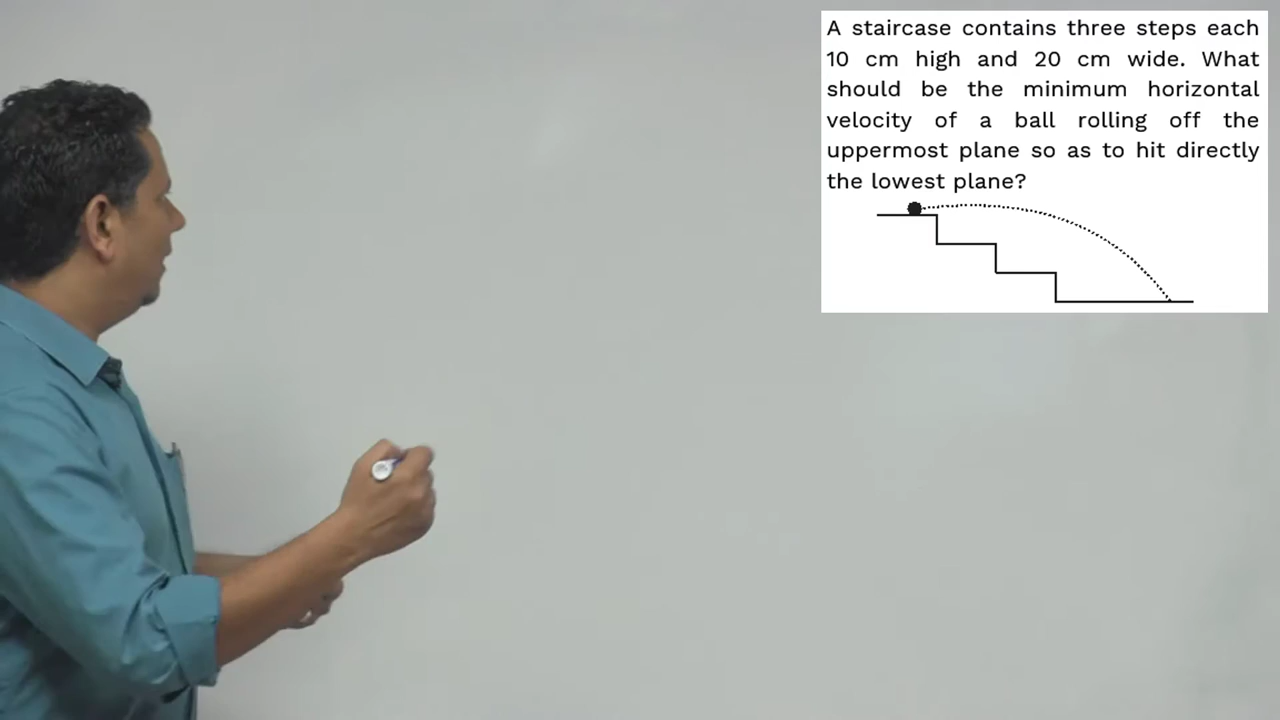 A staircase contains three steps each
10 cm high and 20 cm wide. What
should be the minimum horizontal
velocity of a ball rolling off the
uppermost plane so as to hit directly
the lowest plane?